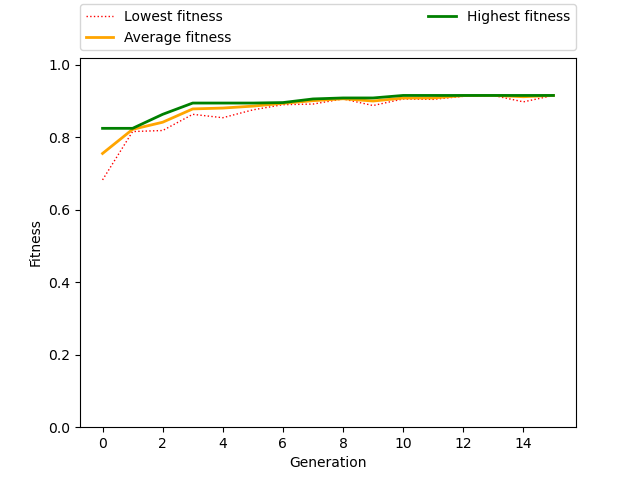 Lowest fitness
Average fitness
Highest fitness
1.0
0.8
0.6
0.4
0.2
0.0
Fitness
0 2 4 6 8 10 12 14
Generation